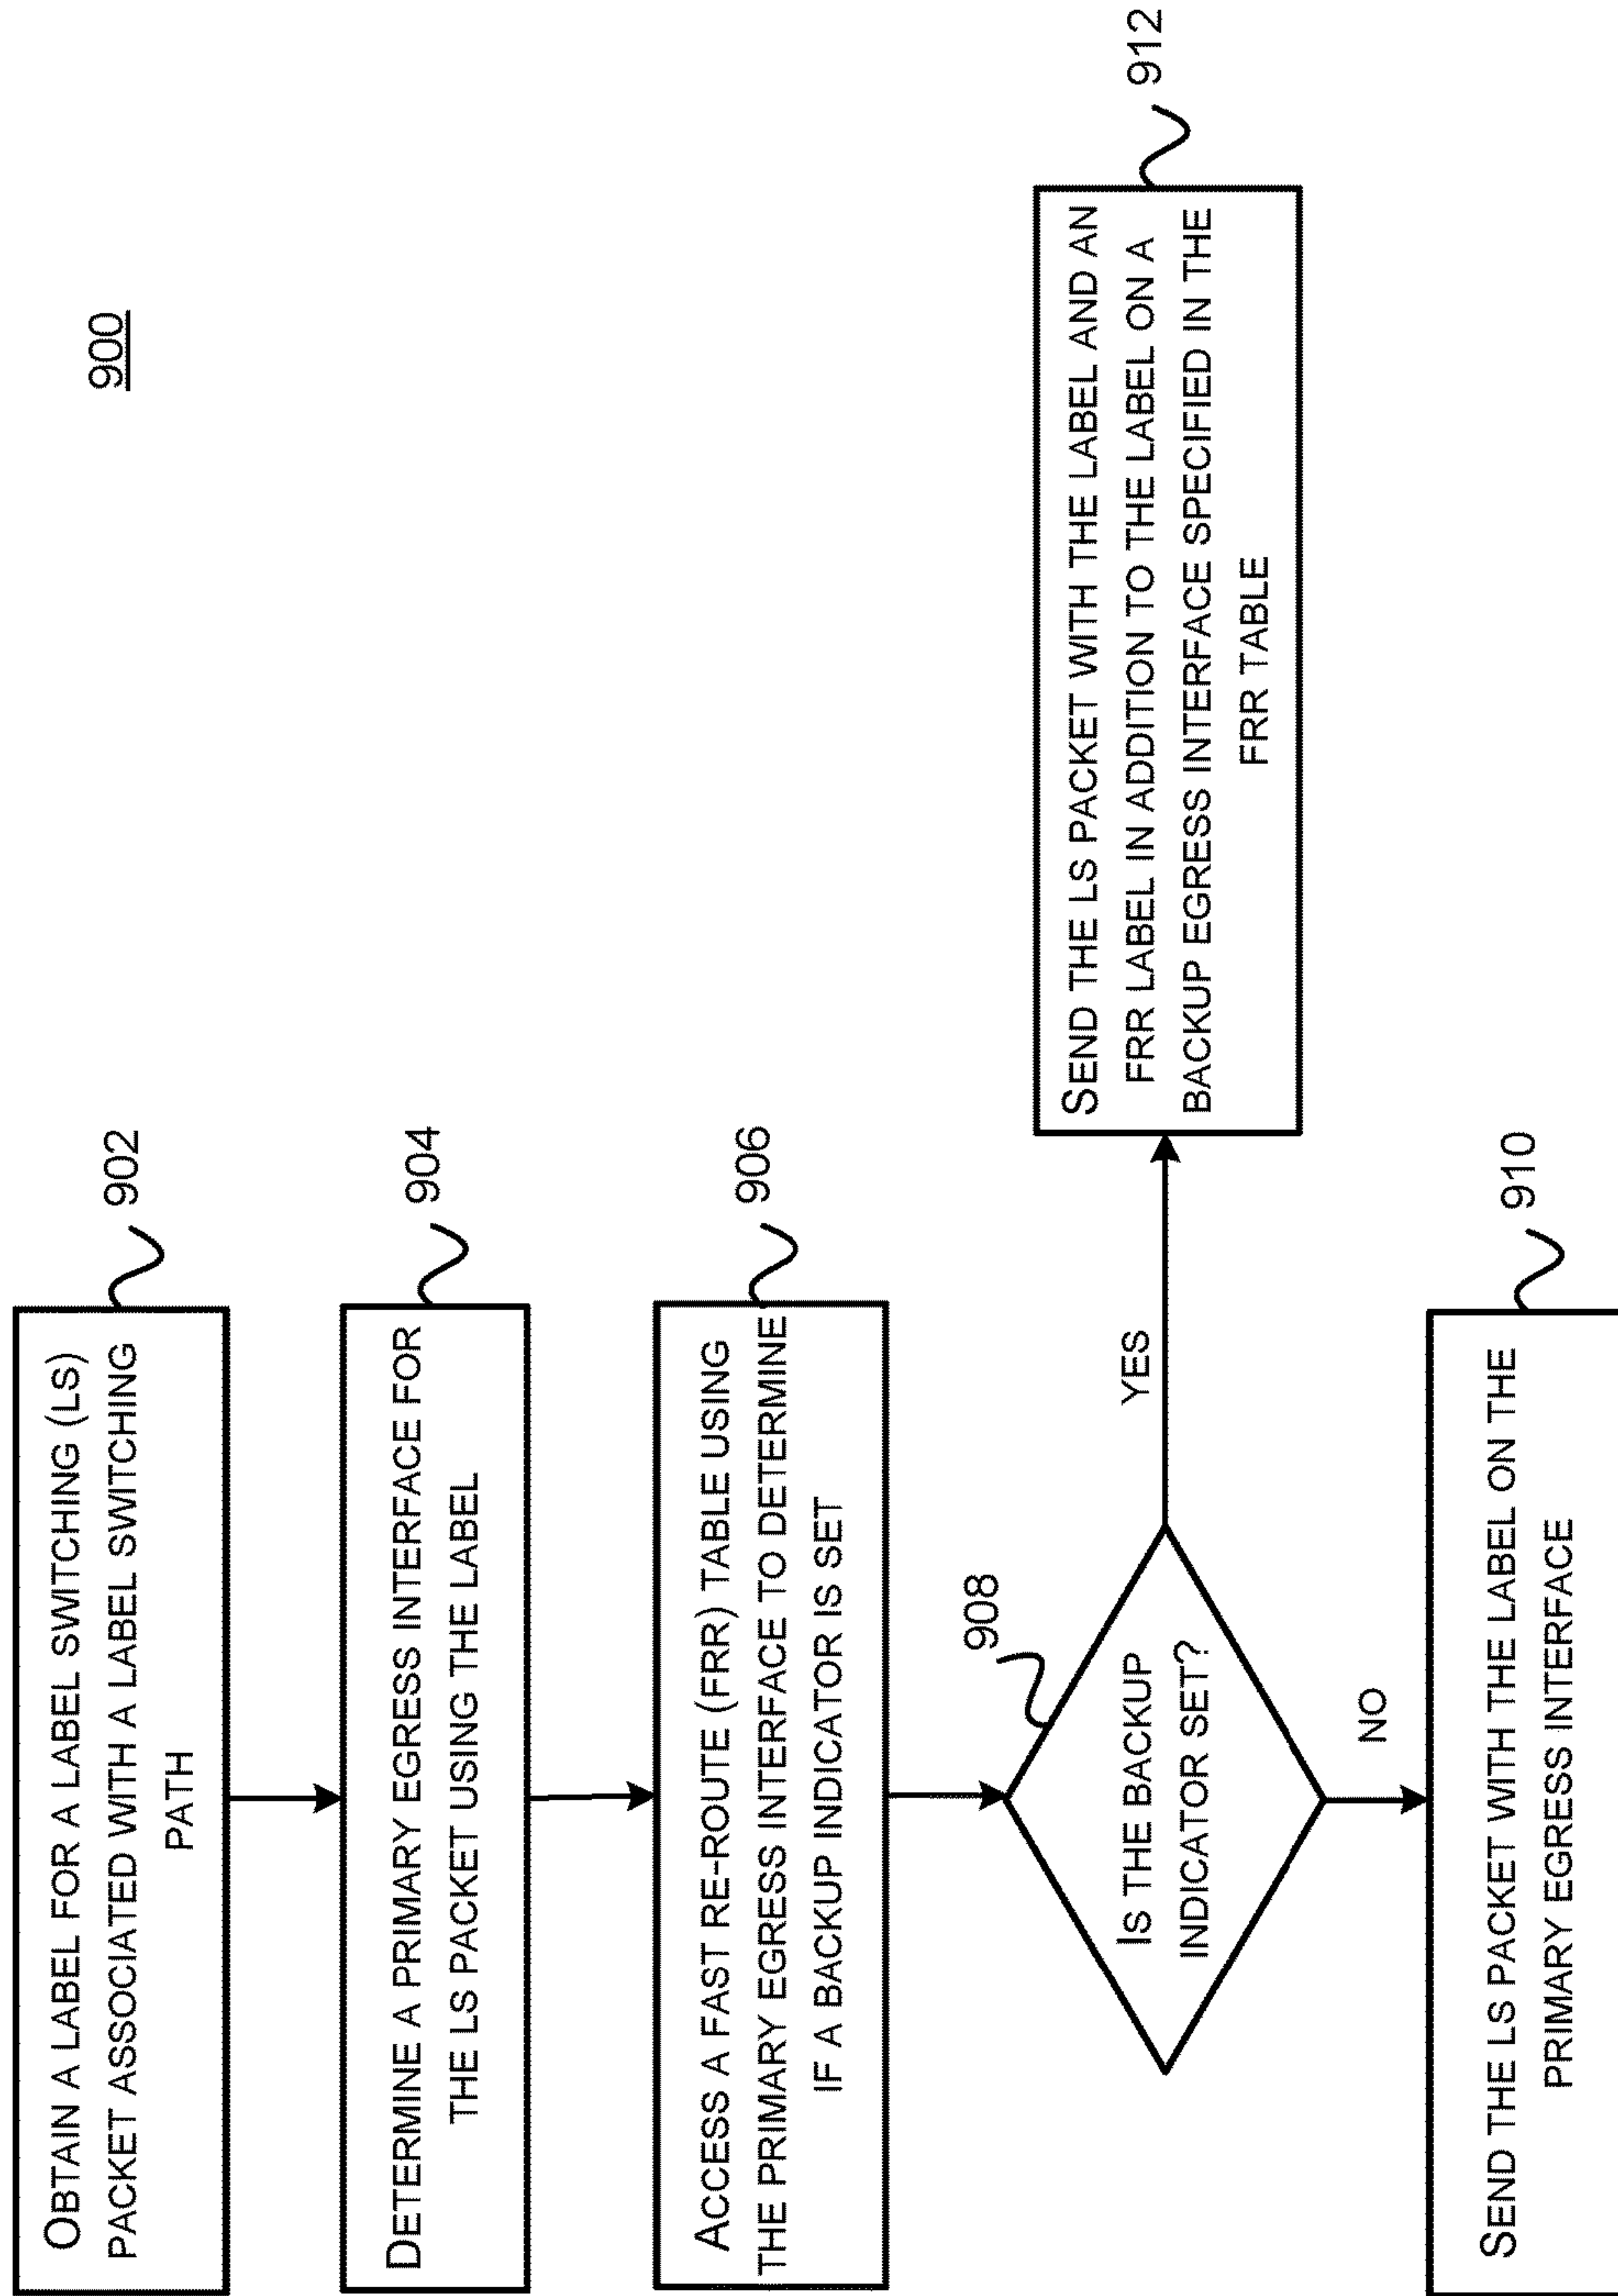 900
OBTAIN A LABEL FOR A LABEL SWITCHING (LS)
PACKET ASSOCIATED WITH A LABEL SWITCHING
PATH
902
DETERMINE A PRIMARY EGRESS INTERFACE FOR
THE LS PACKET USING THE LABEL
904
ACCESS A FAST RE-ROUTE (FRR) TABLE USING
THE PRIMARY EGRESS INTERFACE TO DETERMINE
IF A BACKUP INDICATOR IS SET
906
IS THE BACKUP
INDICATOR SET?
908
YES
SEND THE LS PACKET WITH THE LABEL AND AN
FRR LABEL IN ADDITION TO THE LABEL ON A
BACKUP EGRESS INTERFACE SPECIFIED IN THE
FRR TABLE
912
NO
SEND THE LS PACKET WITH THE LABEL ON THE
PRIMARY EGRESS INTERFACE
910